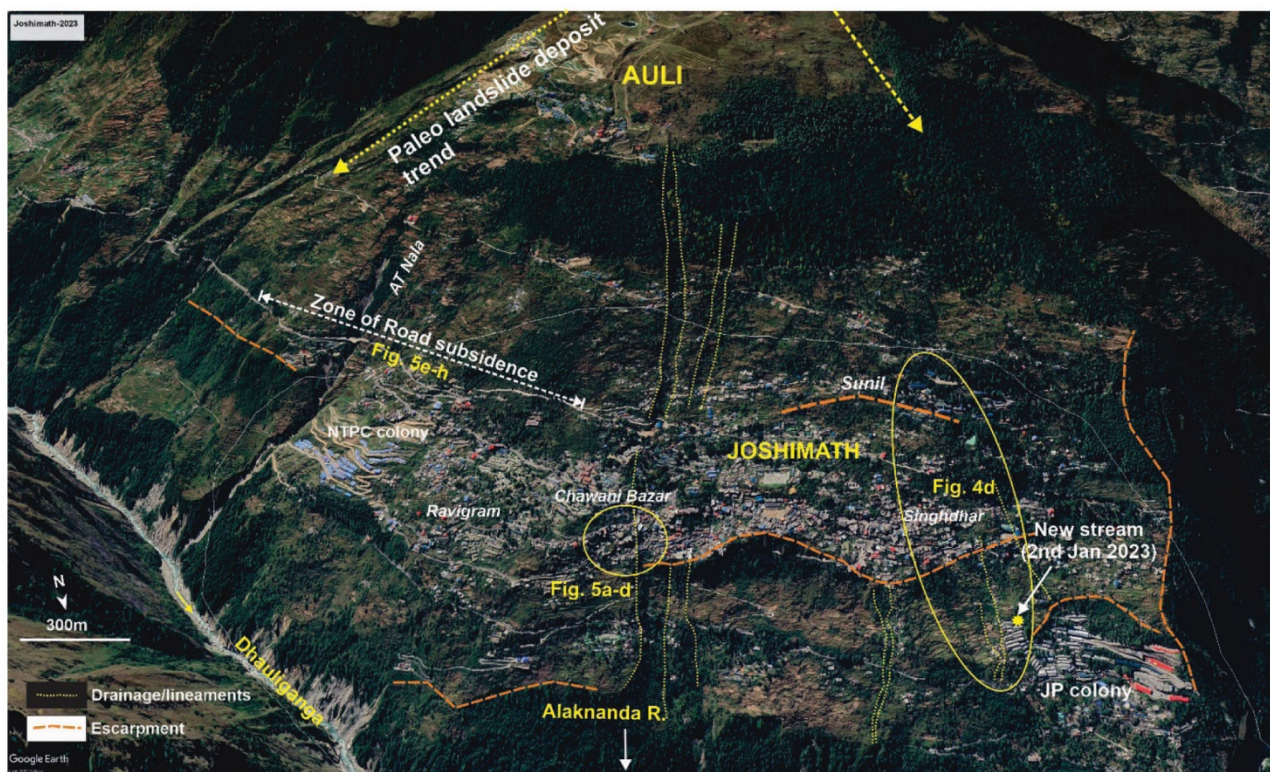 Joshimath-2023
AULI
Paleo landslide deposit
trend
AT Nala
Zone of Road subsidence
Fig. 5e-h
Sunil
NTPC colony
JOSHIMATH
Chawani Bazar
Fig. 4d
Ravigram
Singhdhar
New stream
(2nd Jan 2023)
Fig. 5a-d
N
300m
Dhauliganga
Drainage/lineaments
JP colony
Alaknanda R.
Escarpment
Google Earth